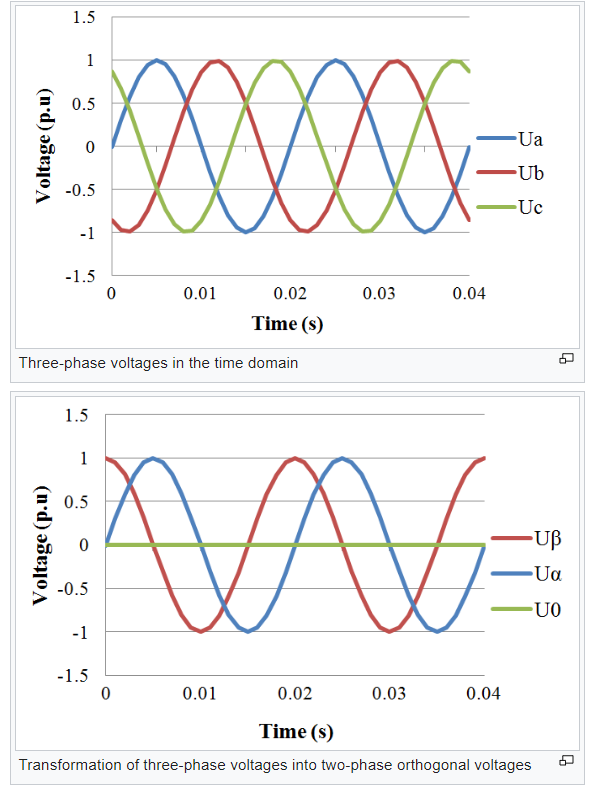 1.5
1
0.5
0
-0.5
-1
-1.5
Voltage (p.u)
0 0.01 0.02 0.03 0.04
Time (s)
Ua
Ub
Uc
Three-phase voltages in the time domain
1.5
1
0.5
0
-0.5
-1
-1.5
Voltage (p.u)
0 0.01 0.02 0.03 0.04
Time (s)
Uβ
Uα
U0
Transformation of three-phase voltages into two-phase orthogonal voltages